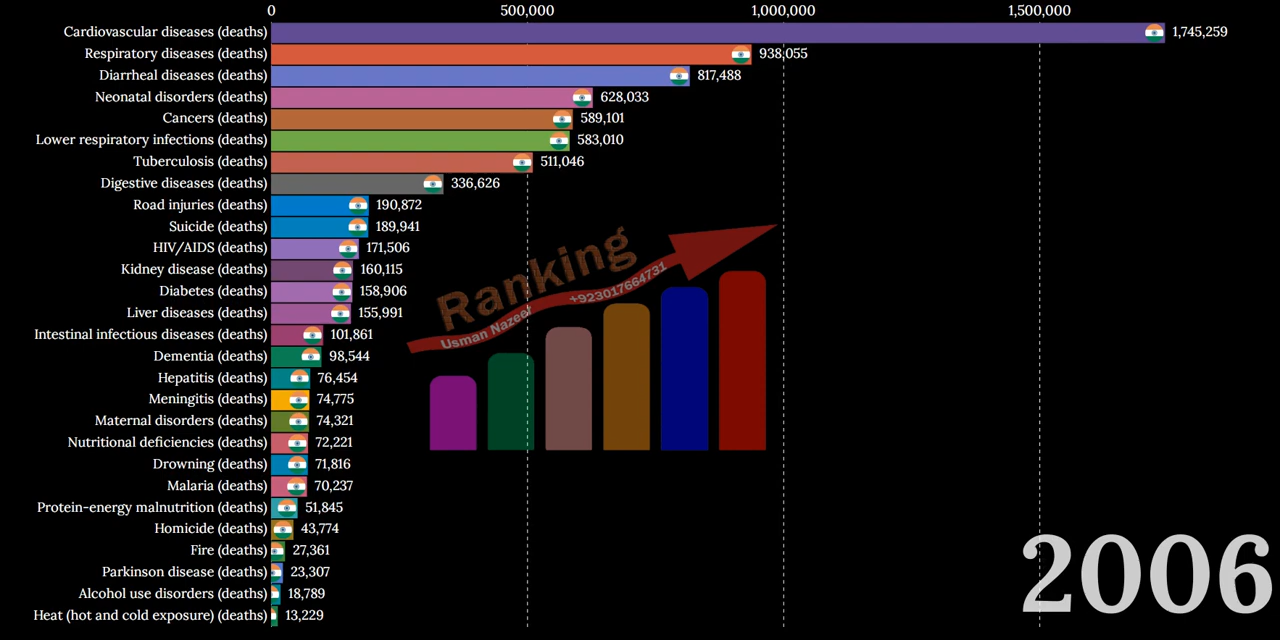 0 500,000 1,000,000 1,500,000
Cardiovascular diseases (deaths) 1,745,259
Respiratory diseases (deaths) 938,055
Diarrheal diseases (deaths) 817,488
Neonatal disorders (deaths) 628,033
Cancers (deaths) 589,101
Lower respiratory infections (deaths) 583,010
Tuberculosis (deaths) 511,046
Digestive diseases (deaths) 336,626
Road injuries (deaths) 190,872
Suicide (deaths) 189,941
HIV/AIDS (deaths) 171,506
Kidney disease (deaths) 160,115
Diabetes (deaths) 158,906
Liver diseases (deaths) 155,991
Intestinal infectious diseases (deaths) 101,861
Dementia (deaths) 98,544
Hepatitis (deaths) 76,454
Meningitis (deaths) 74,775
Maternal disorders (deaths) 74,321
Nutritional deficiencies (deaths) 72,221
Drowning (deaths) 71,816
Malaria (deaths) 70,237
Protein-energy malnutrition (deaths) 51,845
Homicide (deaths) 43,774
Fire (deaths) 27,361
Parkinson disease (deaths) 23,307
Alcohol use disorders (deaths) 18,789
Heat (hot and cold exposure) (deaths) 13,229
Ranking
Usman Nazeer +923017664731
2006